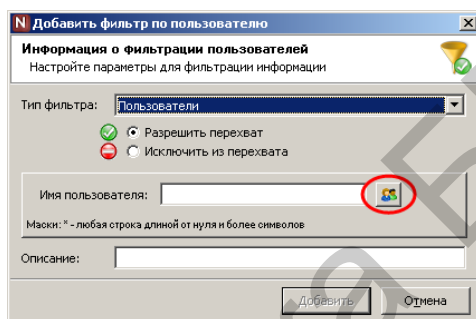 Добавить фильтр по пользователю
Информация о фильтрации пользователей
Настройте параметры для фильтрации информации
Тип фильтра: Пользователи
Разрешить перехват
Исключить из перехвата
Имя пользователя:
Маски: * - любая строка длиной от нуля и более символов
Описание:
Добавить Отмена